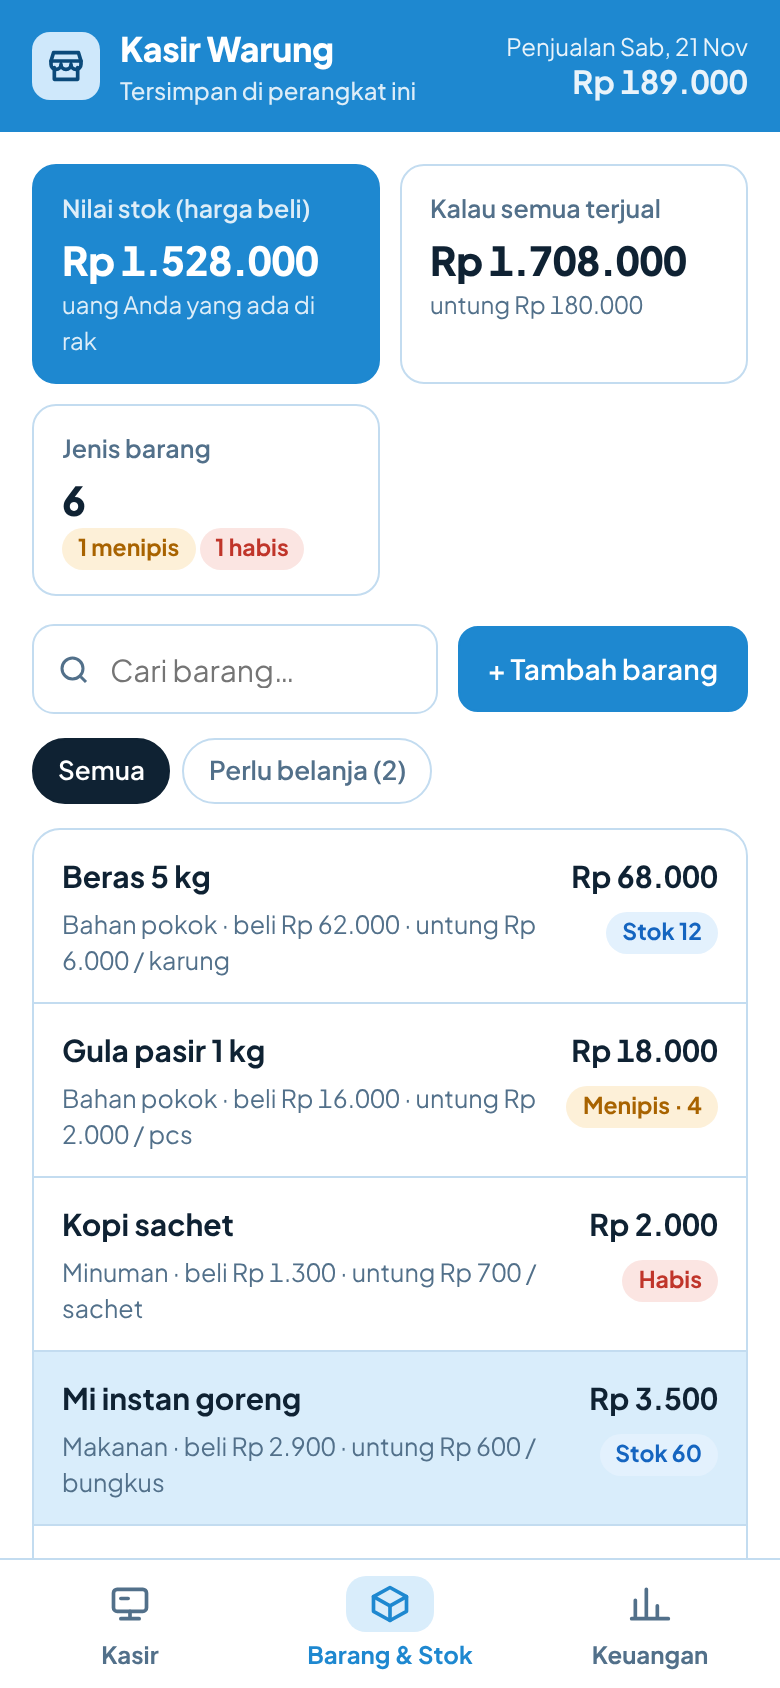 Kasir Warung
Tersimpan di perangkat ini
Penjualan Sab, 21 Nov
Rp 189.000
Nilai stok (harga beli)
Rp 1.528.000
uang Anda yang ada di
rak
Kalau semua terjual
Rp 1.708.000
untung Rp 180.000
Jenis barang
6
1 menipis 1 habis
Cari barang...
+ Tambah barang
Semua
Perlu belanja (2)
Beras 5 kg
Rp 68.000
Bahan pokok · beli Rp 62.000 · untung Rp
6.000 / karung
Stok 12
Gula pasir 1 kg
Rp 18.000
Bahan pokok · beli Rp 16.000 · untung Rp
2.000 / pcs
Menipis · 4
Kopi sachet
Rp 2.000
Minuman · beli Rp 1.300 · untung Rp 700 /
sachet
Habis
Mi instan goreng
Rp 3.500
Makanan · beli Rp 2.900 · untung Rp 600 /
bungkus
Stok 60
Kasir
Barang & Stok
Keuangan